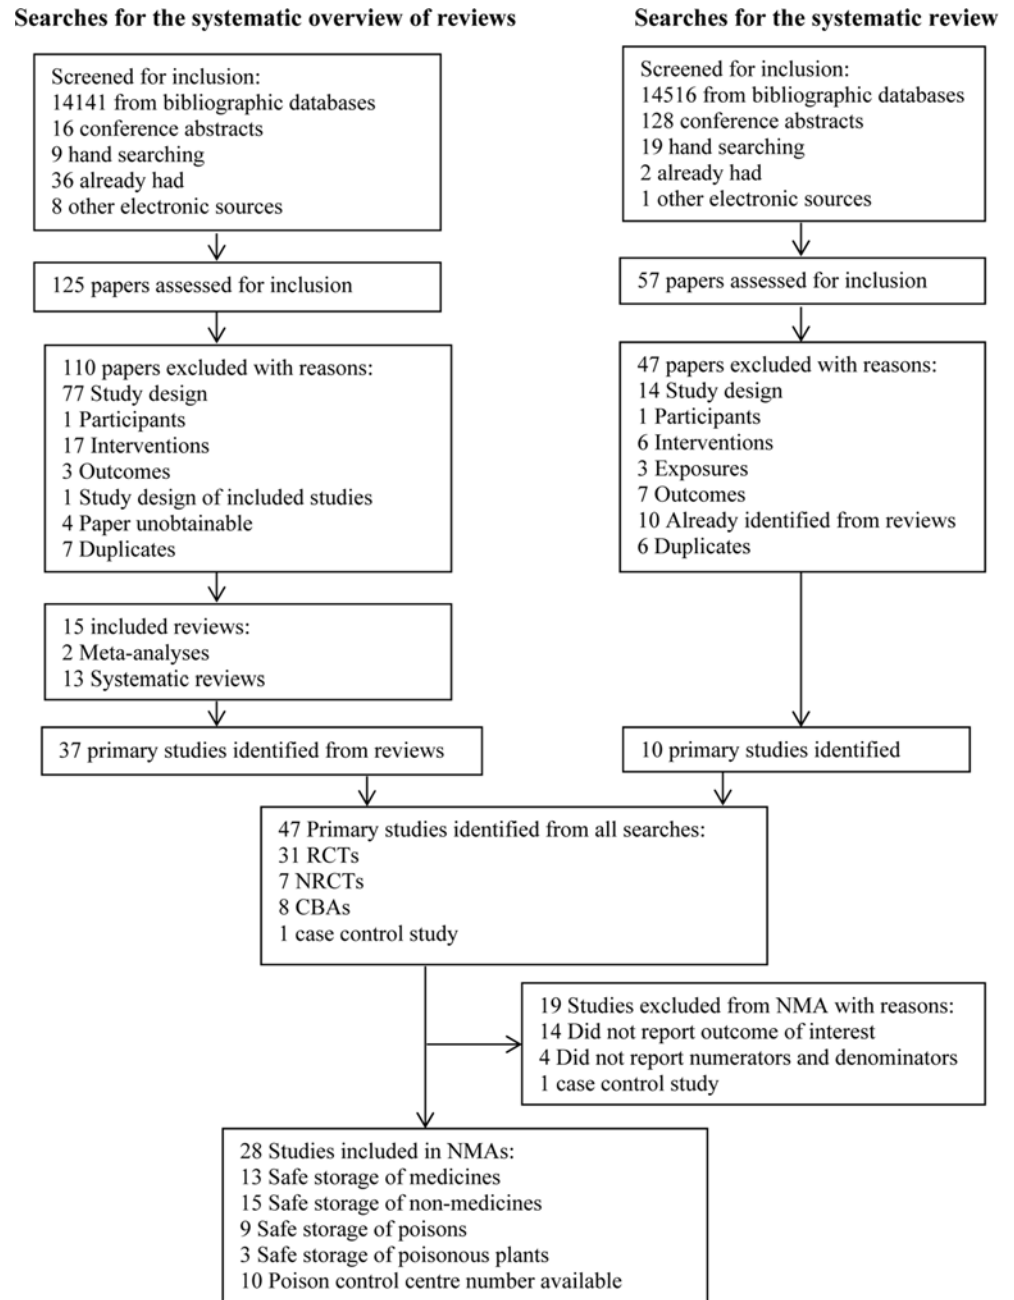 Searches for the systematic overview of reviews
Screened for inclusion:
14141 from bibliographic databases
16 conference abstracts
9 hand searching
36 already had
8 other electronic sources
125 papers assessed for inclusion
110 papers excluded with reasons:
77 Study design
1 Participants
17 Interventions
3 Outcomes
1 Study design of included studies
4 Paper unobtainable
7 Duplicates
15 included reviews:
2 Meta-analyses
13 Systematic reviews
37 primary studies identified from reviews
Searches for the systematic review
Screened for inclusion:
14516 from bibliographic databases
128 conference abstracts
19 hand searching
2 already had
1 other electronic sources
57 papers assessed for inclusion
47 papers excluded with reasons:
14 Study design
1 Participants
6 Interventions
3 Exposures
7 Outcomes
10 Already identified from reviews
6 Duplicates
10 primary studies identified
47 Primary studies identified from all searches:
31 RCTs
7 NRCTs
8 CBAs
1 case control study
19 Studies excluded from NMA with reasons:
14 Did not report outcome of interest
4 Did not report numerators and denominators
1 case control study
28 Studies included in NMAs:
13 Safe storage of medicines
15 Safe storage of non-medicines
9 Safe storage of poisons
3 Safe storage of poisonous plants
10 Poison control centre number available